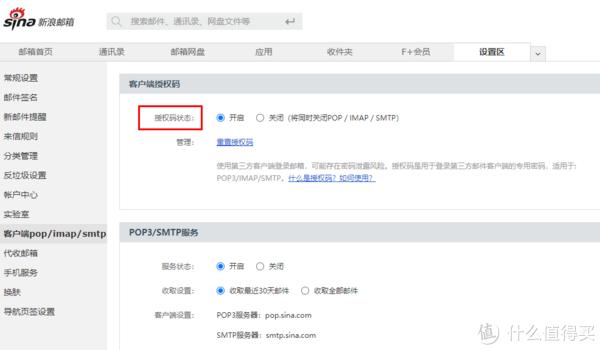 sina 新浪邮箱
搜索邮件、通讯录、网盘文件等
邮箱首页 通讯录 邮箱网盘 应用 收件夹 F+会员 设置区
常规设置
邮件签名
新邮件提醒
来信规则
分类管理
反垃圾设置
帐户中心
实验室
客户端pop/imap/smtp
代收邮箱
手机服务
换肤
导航页签设置
客户端授权码
授权码状态： 开启 关闭（将同时关闭POP / IMAP / SMTP）
管理： 重置授权码
使用第三方客户端登录邮箱，可能存在密码泄露风险。授权码是用于登录第三方邮件客户端的专用密码，适用于：
POP3/IMAP/SMTP。什么是授权码？如何使用？
POP3/SMTP服务
服务状态： 开启 关闭
收取设置： 收取最近30天邮件 收取全部邮件
客户端设置： POP3服务器：pop.sina.com
SMTP服务器：smtp.sina.com
值 什么值得买